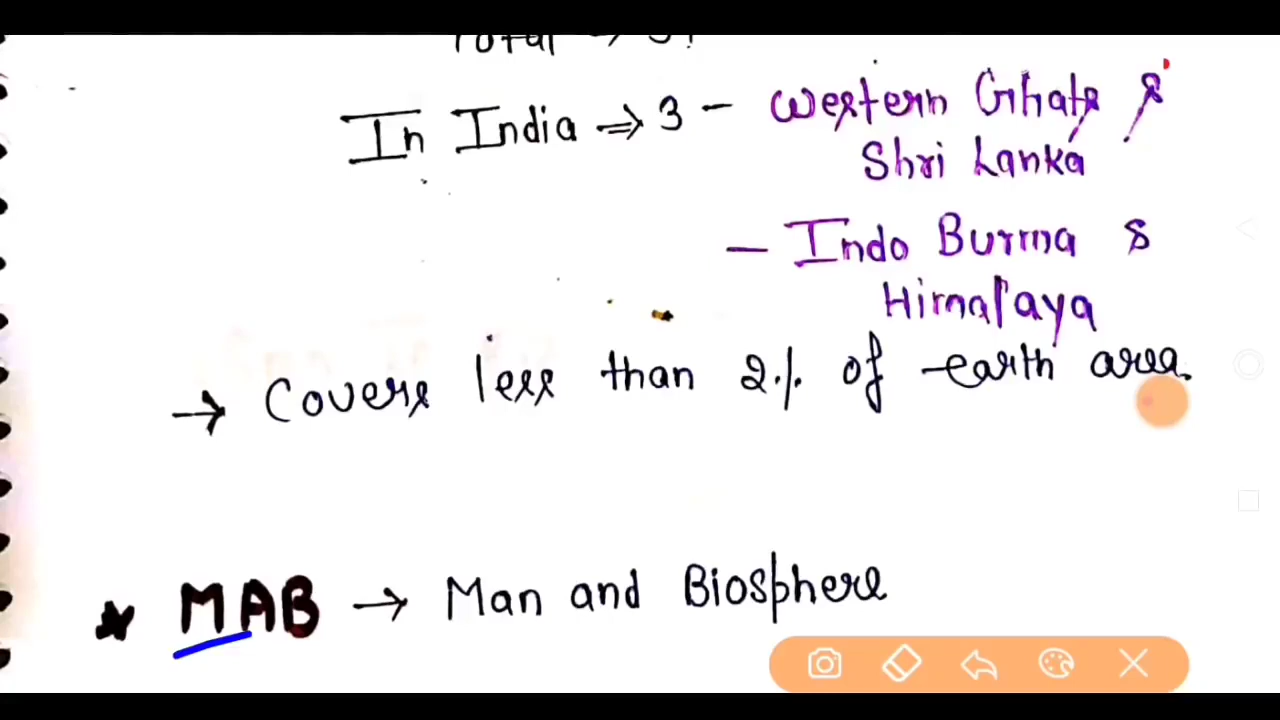 Total →
In India ⇒ 3 - Western Ghats &
Shri Lanka
- Indo Burma &
Himalaya
→ Covers less than 2% of earth area.
* MAB → Man and Biosphere